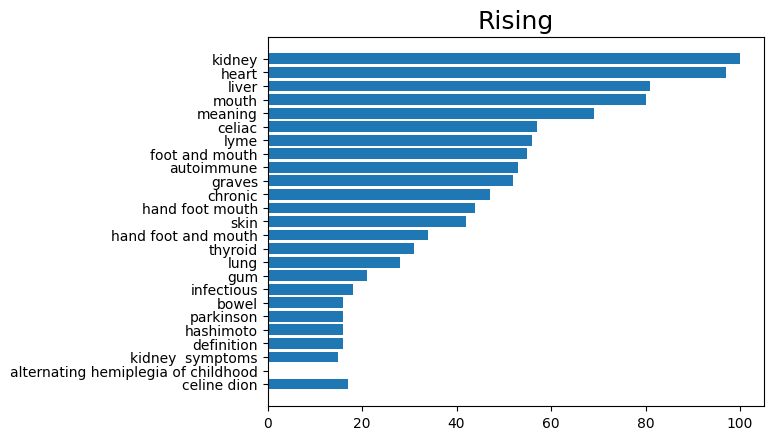 Rising
kidney
heart
liver
mouth
meaning
celiac
lyme
foot and mouth
autoimmune
graves
chronic
hand foot mouth
skin
hand foot and mouth
thyroid
lung
gum
infectious
bowel
parkinson
hashimoto
definition
kidney  symptoms
alternating hemiplegia of childhood
celine dion
0 20 40 60 80 100